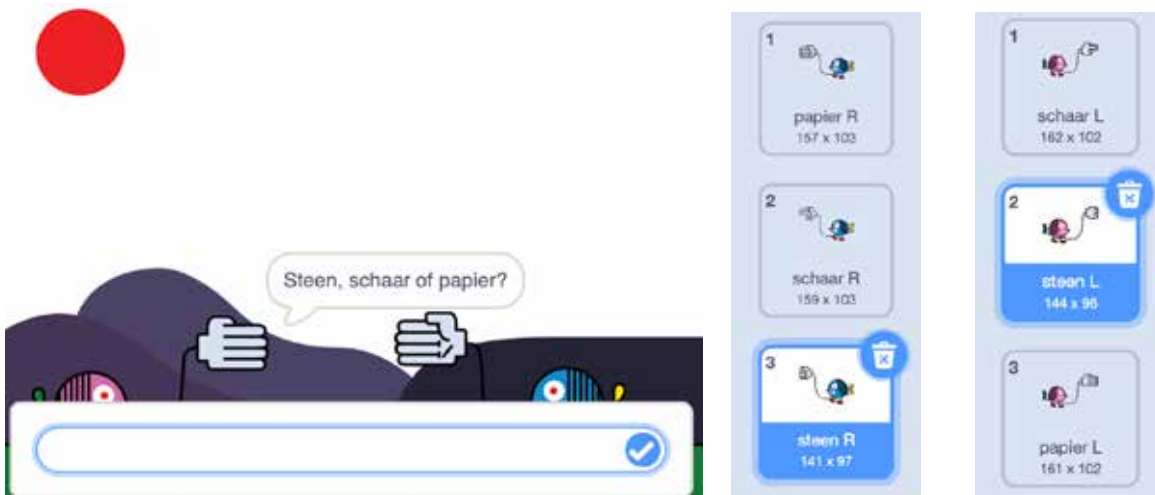 Steen, schaar of papier?
1
papier R
157 x 103
2
schaar R
159 x 103
3
steen R
141 x 97
1
schaar L
162 x 102
2
steen L
144 x 96
3
papier L
161 x 102